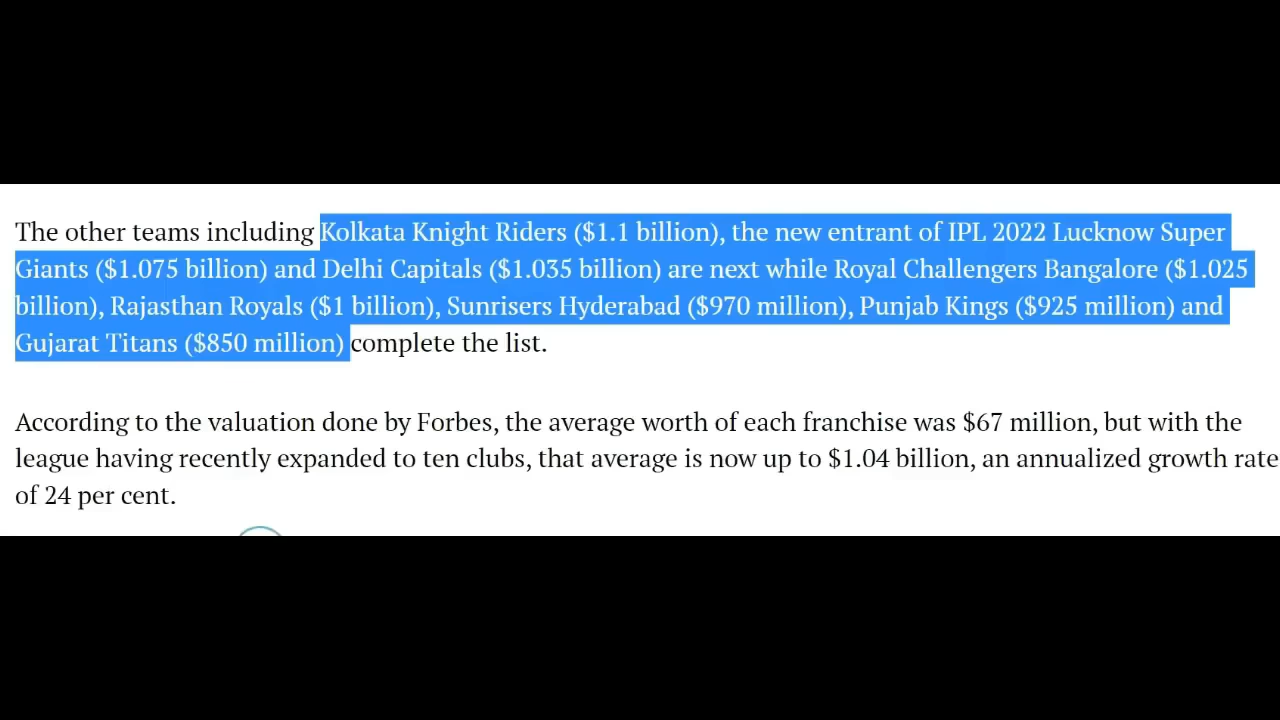 The other teams including Kolkata Knight Riders ($1.1 billion), the new entrant of IPL 2022 Lucknow Super
Giants ($1.075 billion) and Delhi Capitals ($1.035 billion) are next while Royal Challengers Bangalore ($1.025
billion), Rajasthan Royals ($1 billion), Sunrisers Hyderabad ($970 million), Punjab Kings ($925 million) and
Gujarat Titans ($850 million) complete the list.
According to the valuation done by Forbes, the average worth of each franchise was $67 million, but with the
league having recently expanded to ten clubs, that average is now up to $1.04 billion, an annualized growth rate
of 24 per cent.